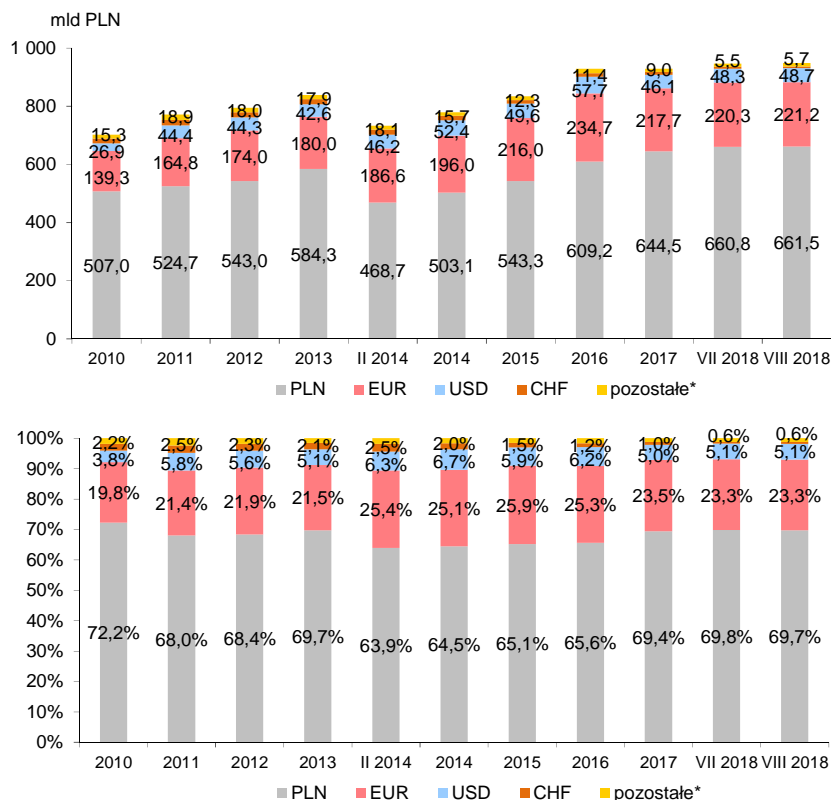 mld PLN
1 000
800
600
400
200
0
15,3 18,9 18,0 17,9 18,1 15,7 12,3 11,4 9,0 5,5 5,7
26,9 44,4 44,3 42,6 46,2 52,4 49,6 57,7 46,1 48,3 48,7
139,3 164,8 174,0 180,0 186,6 196,0 216,0 234,7 217,7 220,3 221,2
507,0 524,7 543,0 584,3 468,7 503,1 543,3 609,2 644,5 660,8 661,5
2010 2011 2012 2013 II 2014 2014 2015 2016 2017 VII 2018 VIII 2018
PLN EUR USD CHF pozostałe*
100%
90%
80%
70%
60%
50%
40%
30%
20%
10%
0%
2,2% 2,5% 2,3% 2,1% 2,5% 2,0% 1,5% 1,2% 1,0% 0,6% 0,6%
3,8% 5,8% 5,6% 5,1% 6,3% 6,7% 5,9% 6,2% 5,0% 5,1% 5,1%
19,8% 21,4% 21,9% 21,5% 25,4% 25,1% 25,9% 25,3% 23,5% 23,3% 23,3%
72,2% 68,0% 68,4% 69,7% 63,9% 64,5% 65,1% 65,6% 69,4% 69,8% 69,7%
2010 2011 2012 2013 II 2014 2014 2015 2016 2017 VII 2018 VIII 2018
PLN EUR USD CHF pozostałe*